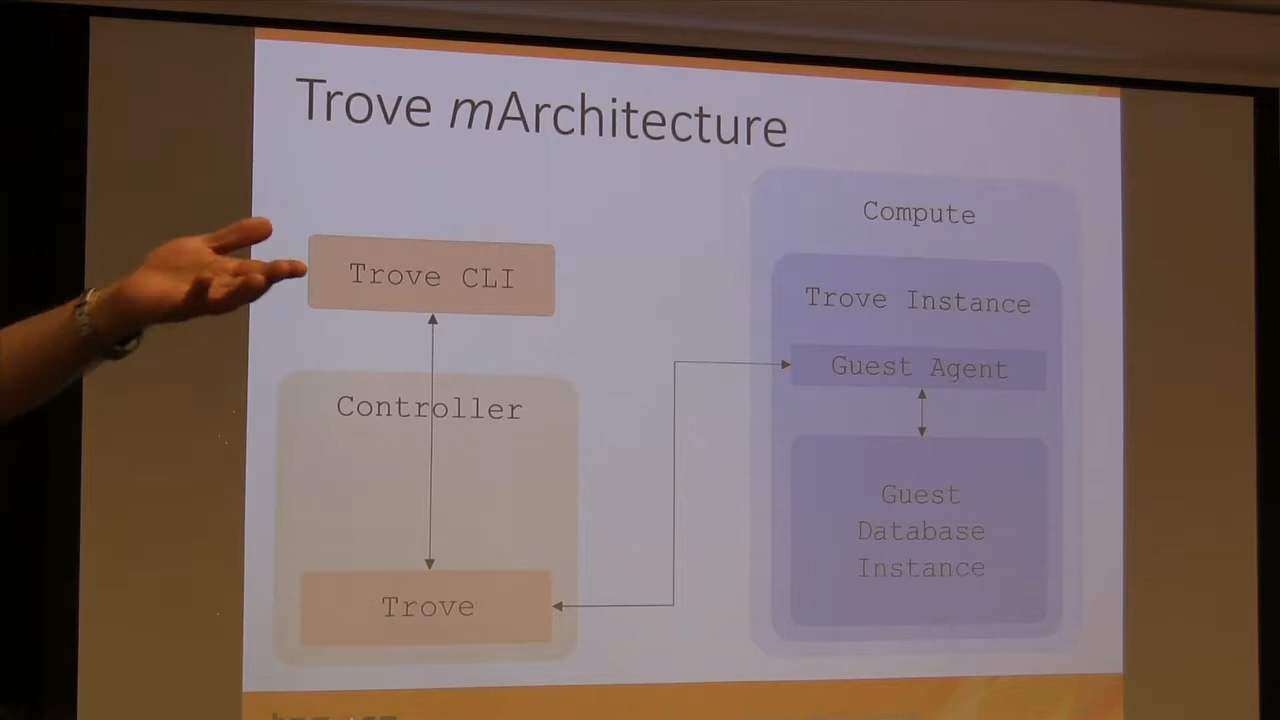 Trove mArchitecture
Compute
Trove CLI
Trove Instance
Guest Agent
Controller
Guest
Database
Instance
Trove